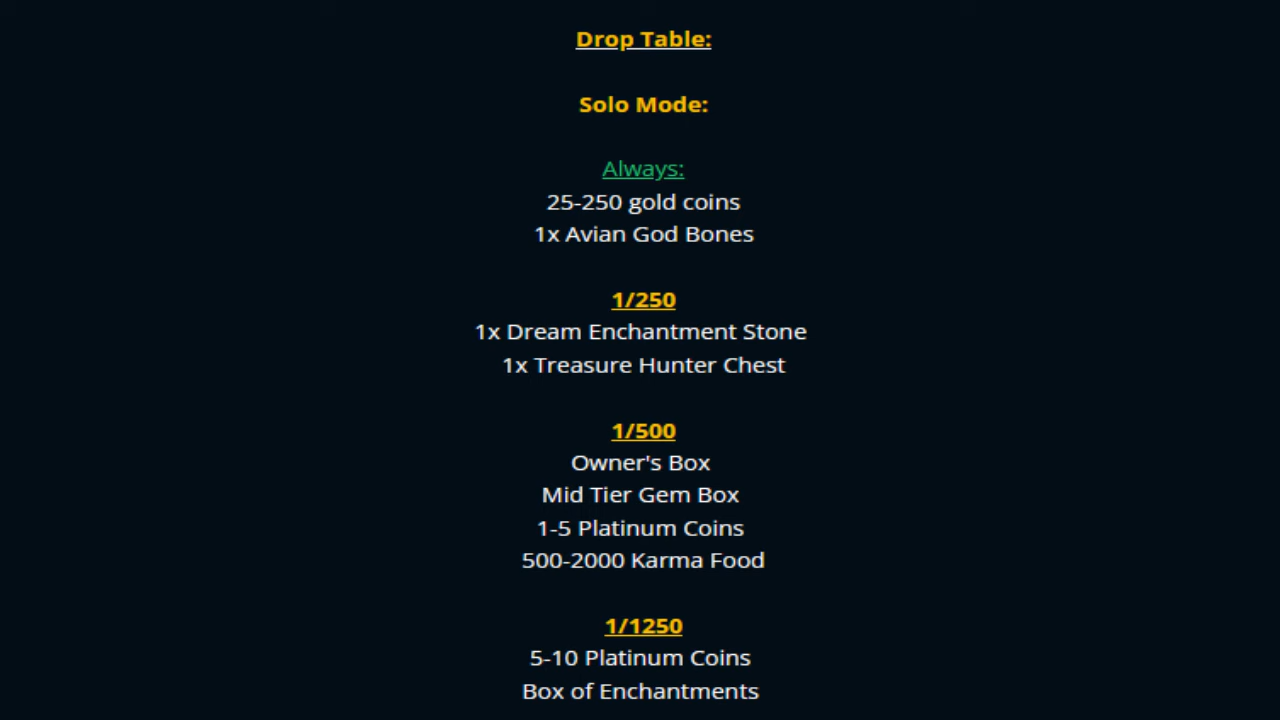 Drop Table:
Solo Mode:
Always:
25-250 gold coins
1x Avian God Bones
1/250
1x Dream Enchantment Stone
1x Treasure Hunter Chest
1/500
Owner's Box
Mid Tier Gem Box
1-5 Platinum Coins
500-2000 Karma Food
1/1250
5-10 Platinum Coins
Box of Enchantments